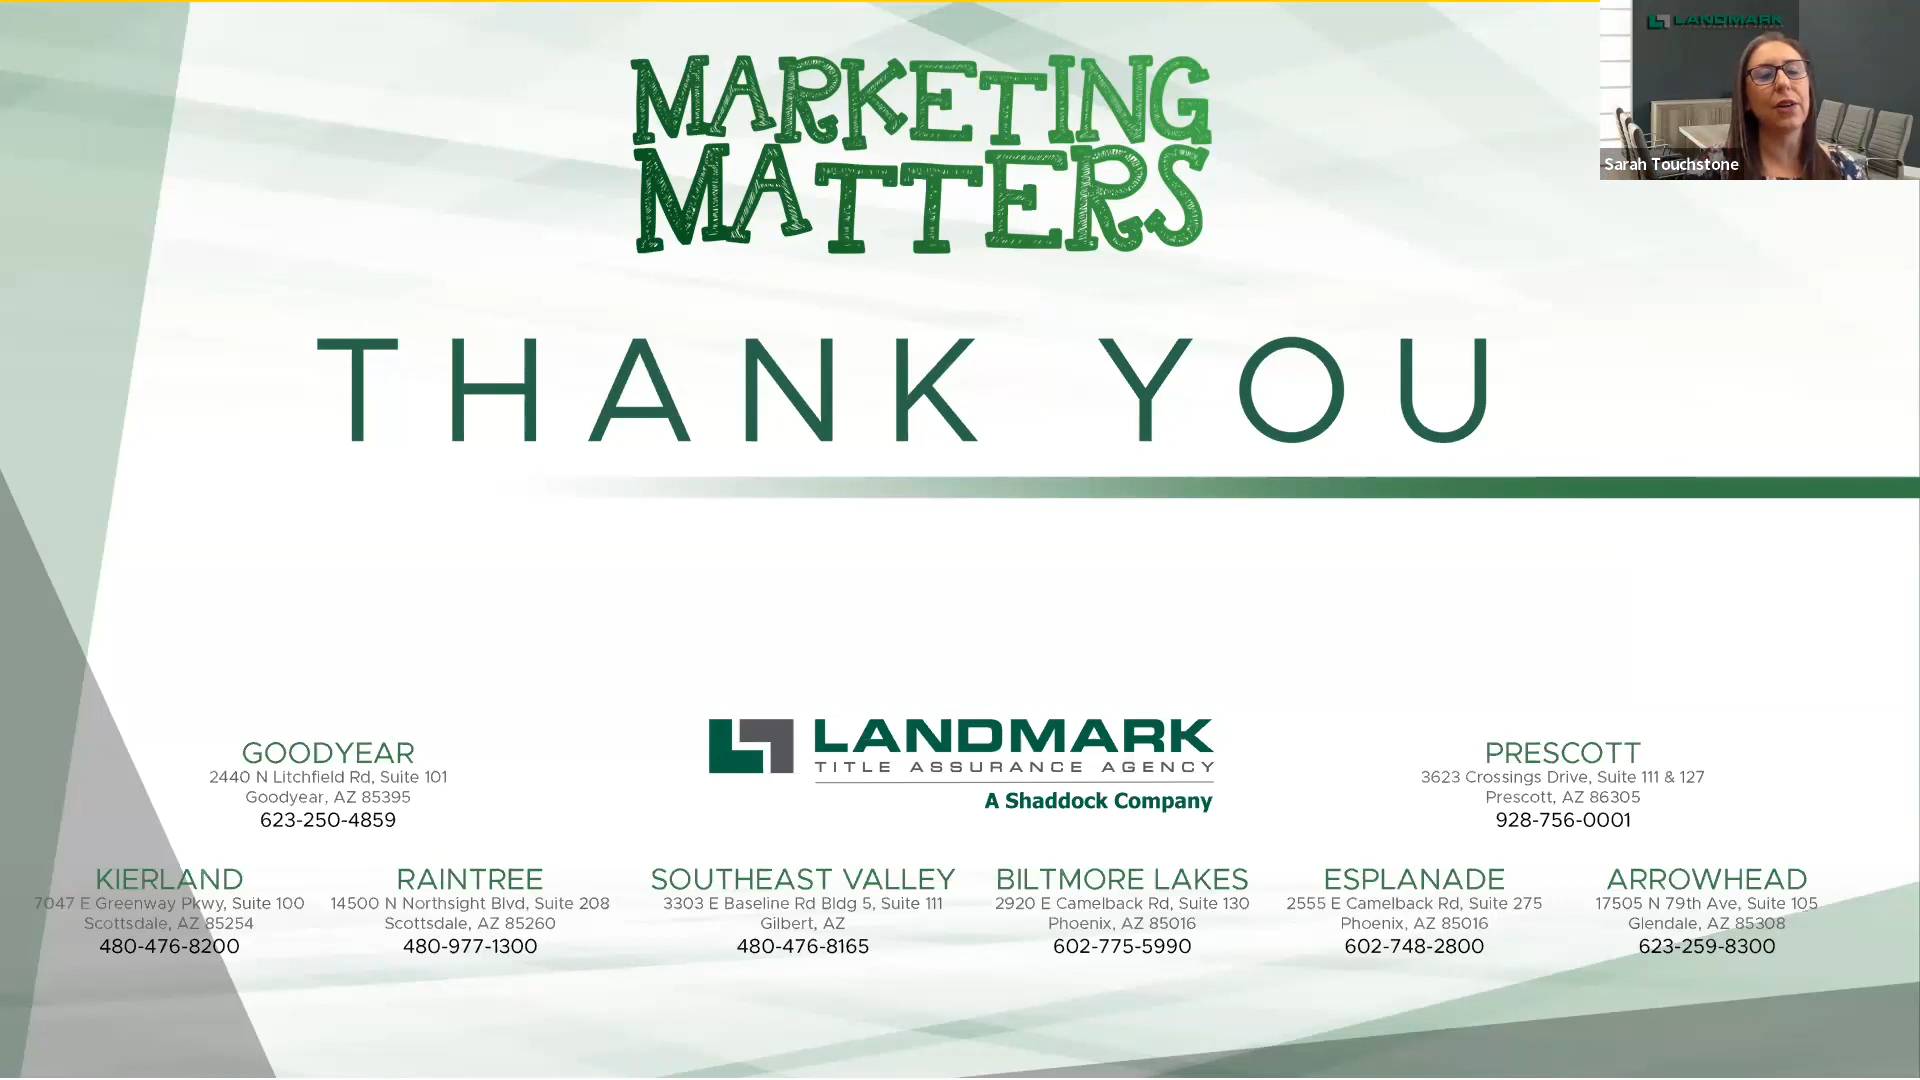 LANDMARK
Sarah Touchstone
MARKETING
MATTERS
THANK YOU
LANDMARK
TITLE ASSURANCE AGENCY
A Shaddock Company
GOODYEAR
2440 N Litchfield Rd, Suite 101
Goodyear, AZ 85395
623-250-4859
PRESCOTT
3623 Crossings Drive, Suite 111 & 127
Prescott, AZ 86305
928-756-0001
KIERLAND
7047 E Greenway Pkwy, Suite 100
Scottsdale, AZ 85254
480-476-8200
RAINTREE
14500 N Northsight Blvd, Suite 208
Scottsdale, AZ 85260
480-977-1300
SOUTHEAST VALLEY
3303 E Baseline Rd Bldg 5, Suite 111
Gilbert, AZ
480-476-8165
BILTMORE LAKES
2920 E Camelback Rd, Suite 130
Phoenix, AZ 85016
602-775-5990
ESPLANADE
2555 E Camelback Rd, Suite 275
Phoenix, AZ 85016
602-748-2800
ARROWHEAD
17505 N 79th Ave, Suite 105
Glendale, AZ 85308
623-259-8300